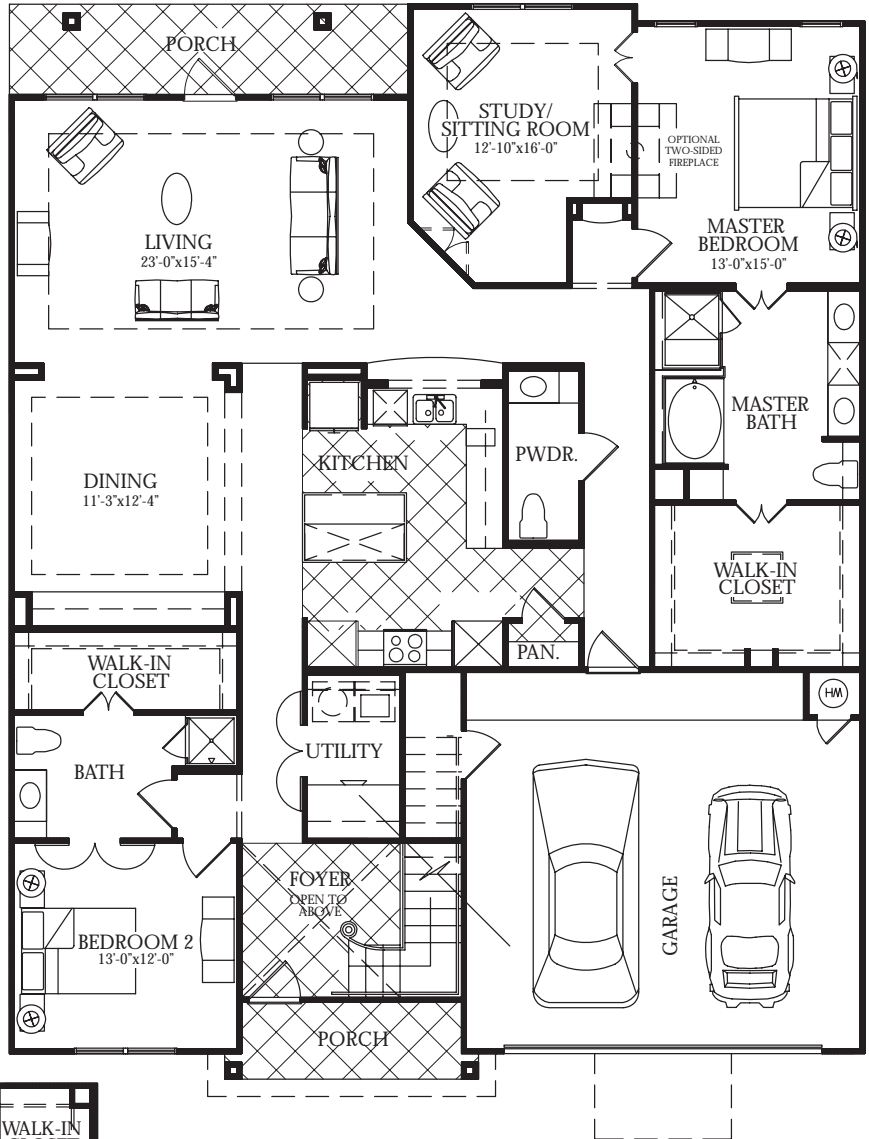 PORCH
STUDY/
SITTING ROOM
12'-10"x16'-0"
OPTIONAL
TWO-SIDED
FIREPLACE
LIVING
23'-0"x15'-4"
MASTER
BEDROOM
13'-0"x15'-0"
MASTER
BATH
KITCHEN
PWDR.
DINING
11'-3"x12'-4"
WALK-IN
CLOSET
PAN.
WALK-IN
CLOSET
HW
UTILITY
BATH
FOYER
OPEN TO
ABOVE
GARAGE
BEDROOM 2
13'-0"x12'-0"
PORCH
WALK-IN